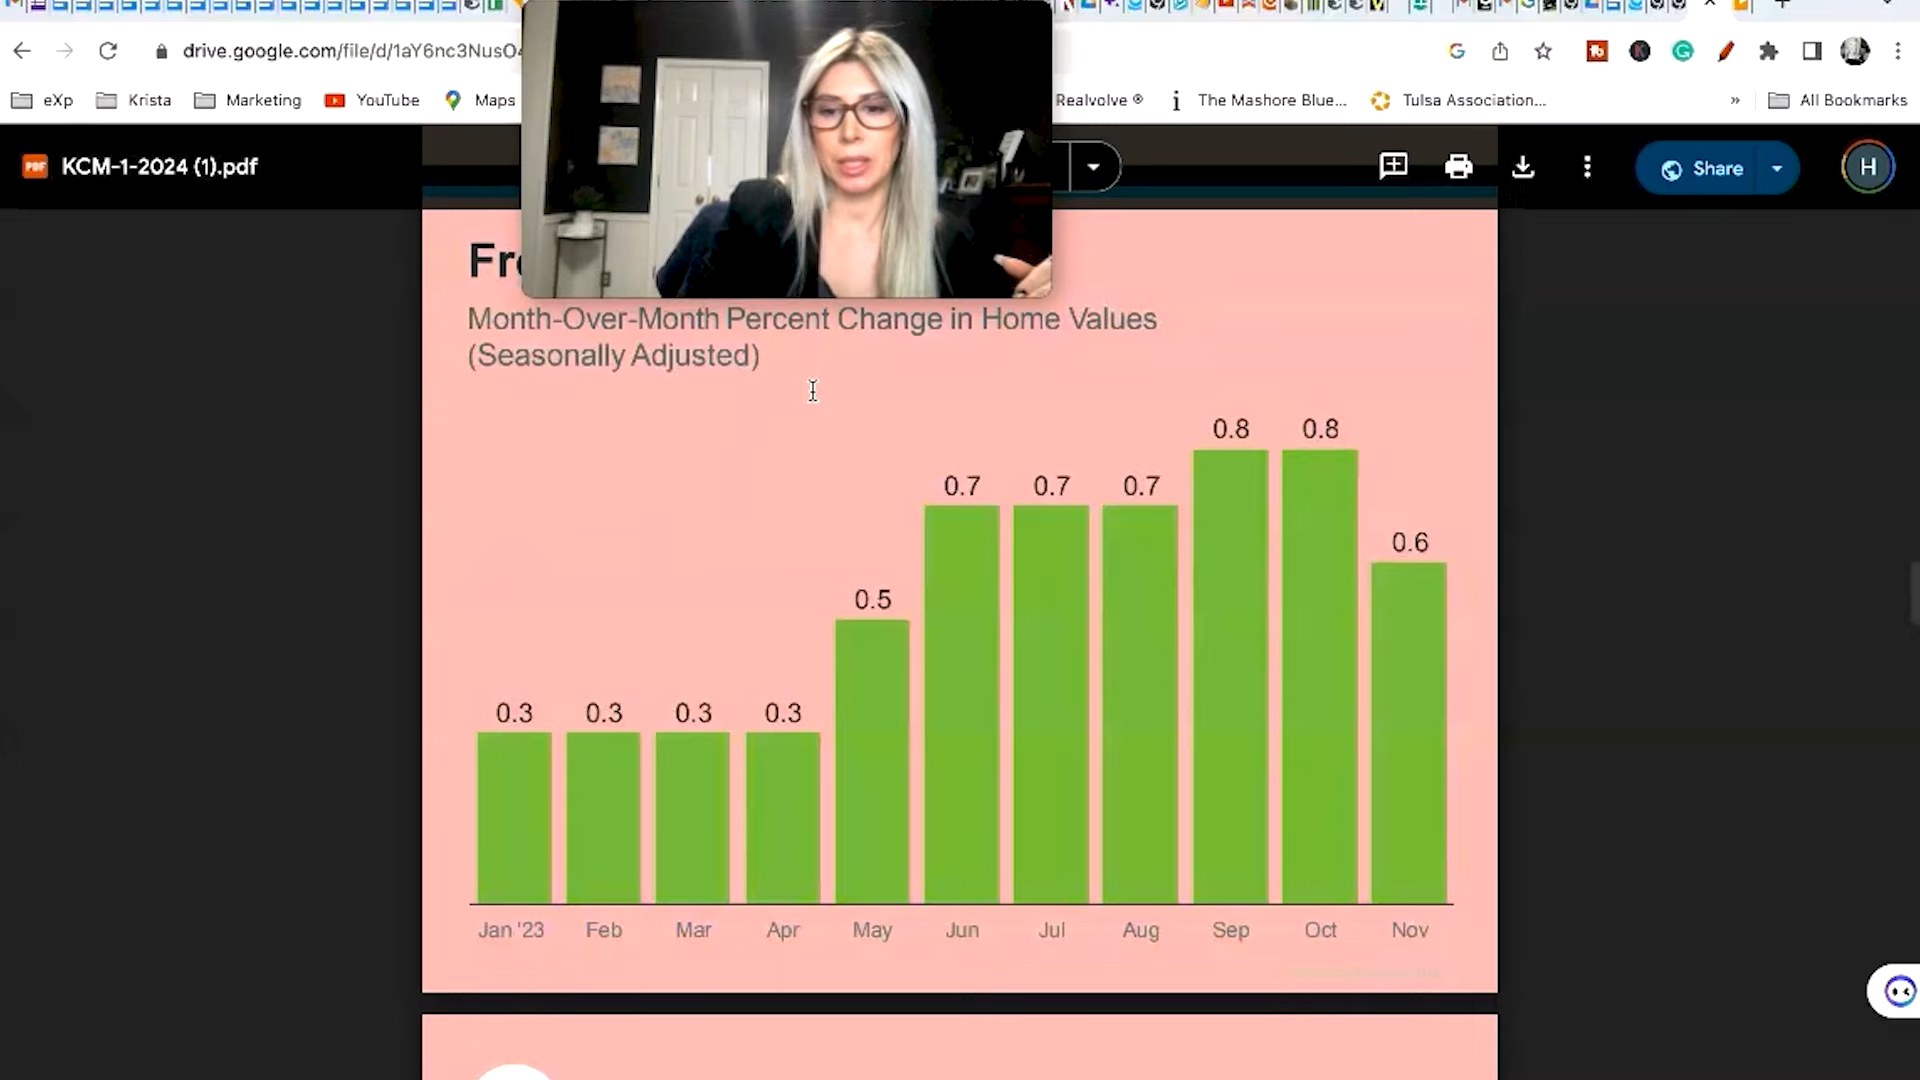 drive.google.com/file/d/1aY6nc3NusO
eXp
Krista
Marketing
YouTube
Maps
Realvolve ®
The Mashore Blue...
Tulsa Association...
»
All Bookmarks
PDF
KCM-1-2024 (1).pdf
Share
H
Fr
Month-Over-Month Percent Change in Home Values
(Seasonally Adjusted)
0.3
0.3
0.3
0.3
0.5
0.7
0.7
0.7
0.8
0.8
0.6
Jan '23
Feb
Mar
Apr
May
Jun
Jul
Aug
Sep
Oct
Nov